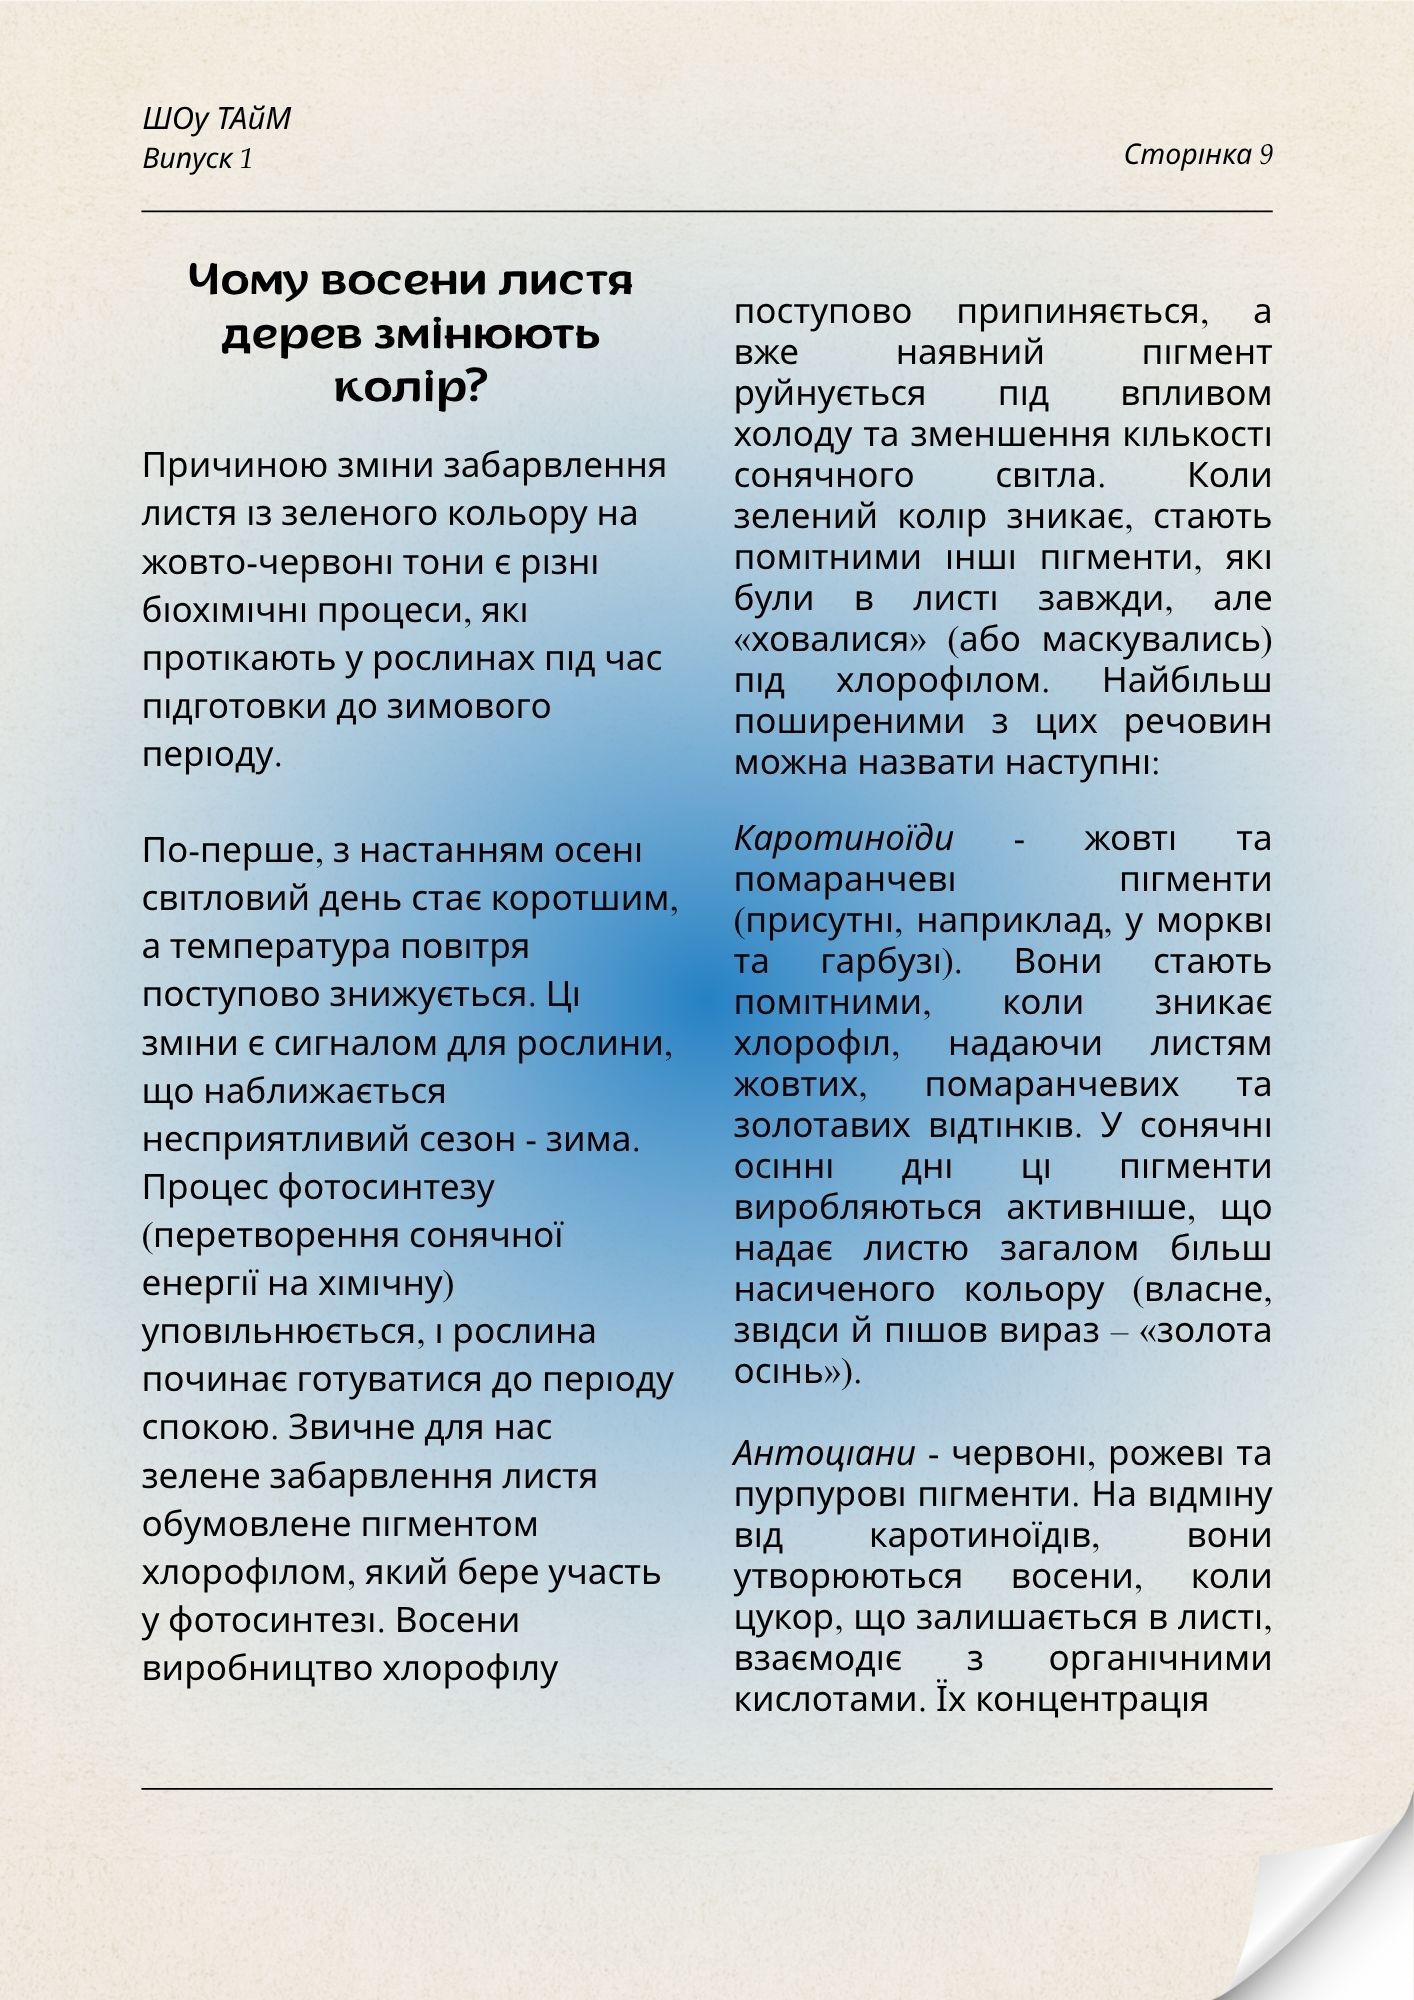 ШОу ТАйМ
Випуск 1
Сторінка 9
Чому восени листя
дерев змінюють
колір?
Причиною зміни забарвлення
листя із зеленого кольору на
жовто-червоні тони є різні
біохімічні процеси, які
протікають у рослинах під час
підготовки до зимового
періоду.
По-перше, з настанням осені
світловий день стає коротшим,
а температура повітря
поступово знижується. Ці
зміни є сигналом для рослини,
що наближається
несприятливий сезон - зима.
Процес фотосинтезу
(перетворення сонячної
енергії на хімічну)
уповільнюється, і рослина
починає готуватися до періоду
спокою. Звичне для нас
зелене забарвлення листя
обумовлене пігментом
хлорофілом, який бере участь
у фотосинтезі. Восени
виробництво хлорофілу
поступово припиняється, а
вже наявний пігмент
руйнується під впливом
холоду та зменшення кількості
сонячного світла. Коли
зелений колір зникає, стають
помітними інші пігменти, які
були в листі завжди, але
«ховалися» (або маскувались)
під хлорофілом. Найбільш
поширеними з цих речовин
можна назвати наступні:
Каротиноїди - жовті та
помаранчеві пігменти
(присутні, наприклад, у моркві
та гарбузі). Вони стають
помітними, коли зникає
хлорофіл, надаючи листям
жовтих, помаранчевих та
золотавих відтінків. У сонячні
осінні дні ці пігменти
виробляються активніше, що
надає листю загалом більш
насиченого кольору (власне,
звідси й пішов вираз – «золота
осінь»).
Антоціани - червоні, рожеві та
пурпурові пігменти. На відміну
від каротиноїдів, вони
утворюються восени, коли
цукор, що залишається в листі,
взаємодіє з органічними
кислотами. Їх концентрація